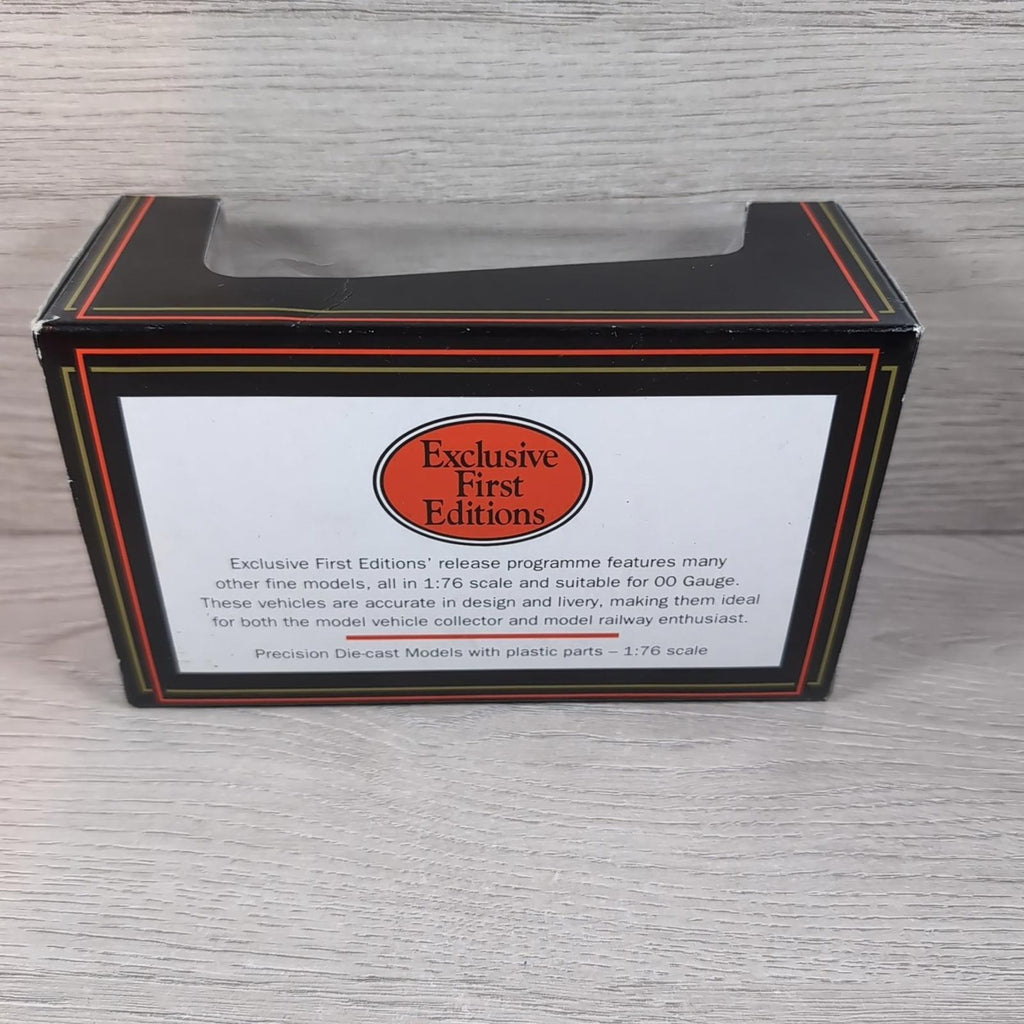 Exclusive
First
Editions
Exclusive First Editions' release programme features many
other fine models, all in 1:76 scale and suitable for 00 Gauge.
These vehicles are accurate in design and livery, making them ideal
for both the model vehicle collector and model railway enthusiast.
Precision Die-cast Models with plastic parts – 1:76 scale